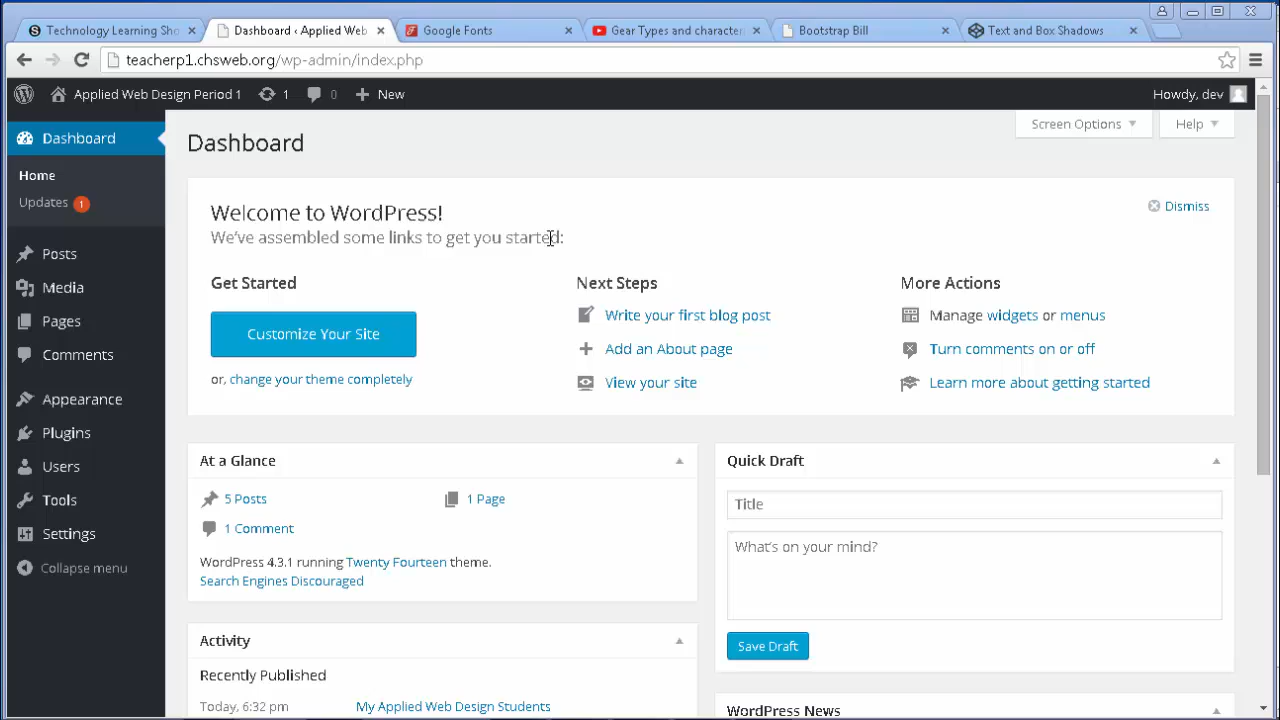 Technology Learning Sho
Dashboard ‹ Applied Web
Google Fonts
Gear Types and character
Bootstrap Bill
Text and Box Shadows
teacherp1.chsweb.org/wp-admin/index.php
Applied Web Design Period 1
1
0
New
Howdy, dev
Dashboard
Home
Updates 1
Posts
Media
Pages
Comments
Appearance
Plugins
Users
Tools
Settings
Collapse menu
Dashboard
Screen Options
Help
Welcome to WordPress!
Dismiss
We've assembled some links to get you started:
Get Started
Customize Your Site
or, change your theme completely
Next Steps
Write your first blog post
Add an About page
View your site
More Actions
Manage widgets or menus
Turn comments on or off
Learn more about getting started
At a Glance
5 Posts
1 Page
1 Comment
WordPress 4.3.1 running Twenty Fourteen theme.
Search Engines Discouraged
Activity
Recently Published
Today, 6:32 pm
My Applied Web Design Students
Quick Draft
Title
What's on your mind?
Save Draft
WordPress News